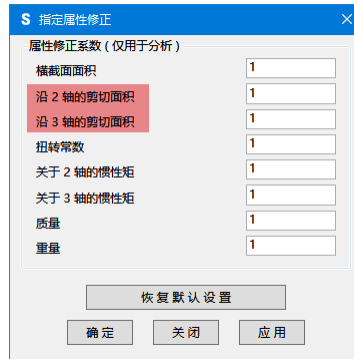 S 指定属性修正
属性修正系数（仅用于分析）
横截面面积 1
沿 2 轴的剪切面积 1
沿 3 轴的剪切面积 1
扭转常数 1
关于 2 轴的惯性矩 1
关于 3 轴的惯性矩 1
质量 1
重量 1
恢复默认设置
确定 关闭 应用